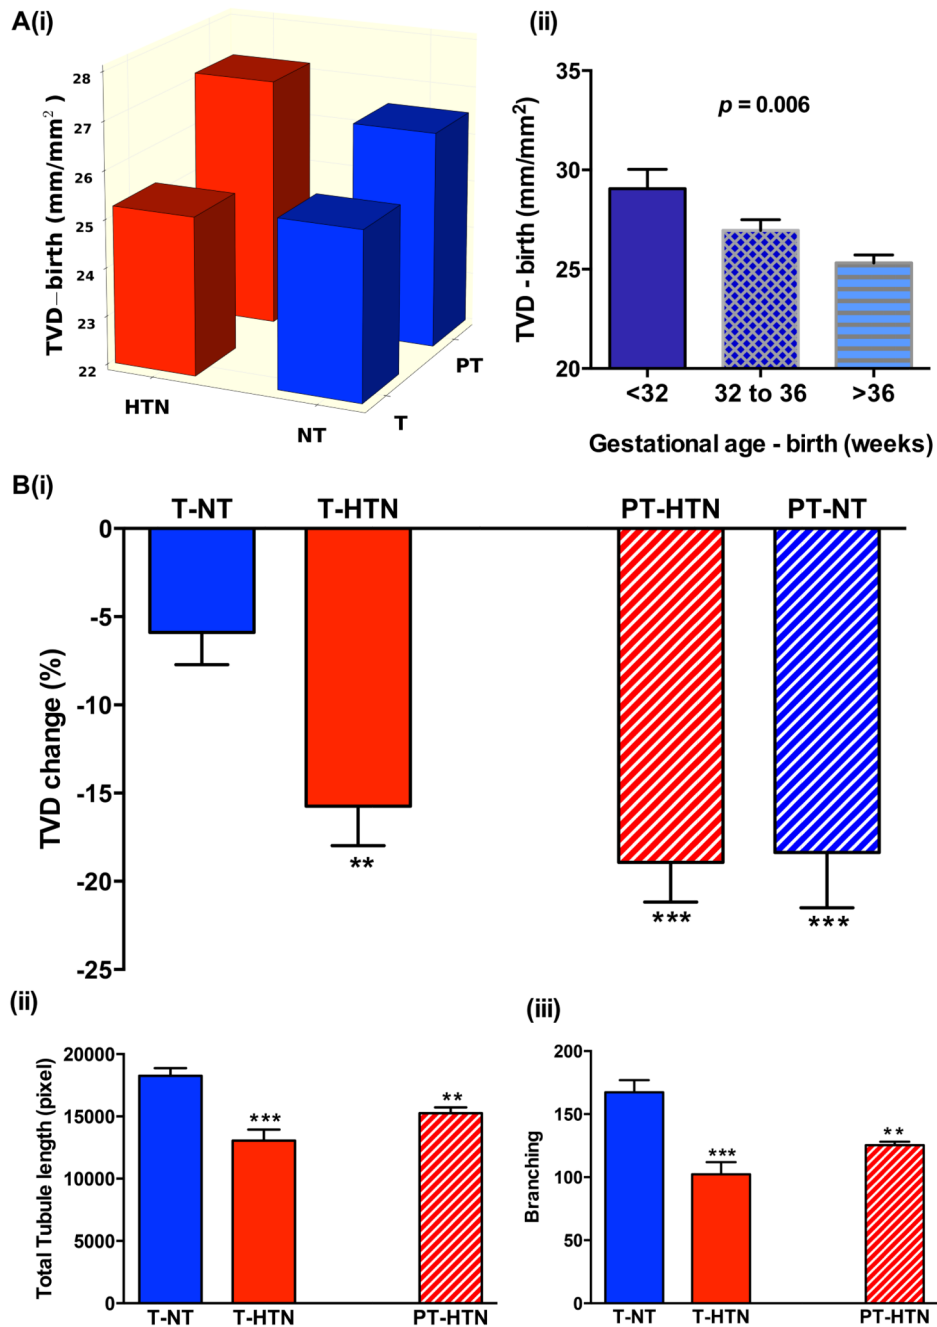 A(i)
TVD−birth (mm/mm²)
28
27
26
25
24
23
22
HTN
NT
T
PT
(ii)
TVD - birth (mm/mm²)
35
30
25
20
p = 0.006
<32
32 to 36
>36
Gestational age - birth (weeks)
B(i)
T-NT
T-HTN
PT-HTN
PT-NT
TVD change (%)
0
-5
-10
-15
-20
-25
**
***
***
(ii)
Total Tubule length (pixel)
20000
15000
10000
5000
0
***
**
T-NT
T-HTN
PT-HTN
(iii)
Branching
200
150
100
50
0
***
**
T-NT
T-HTN
PT-HTN